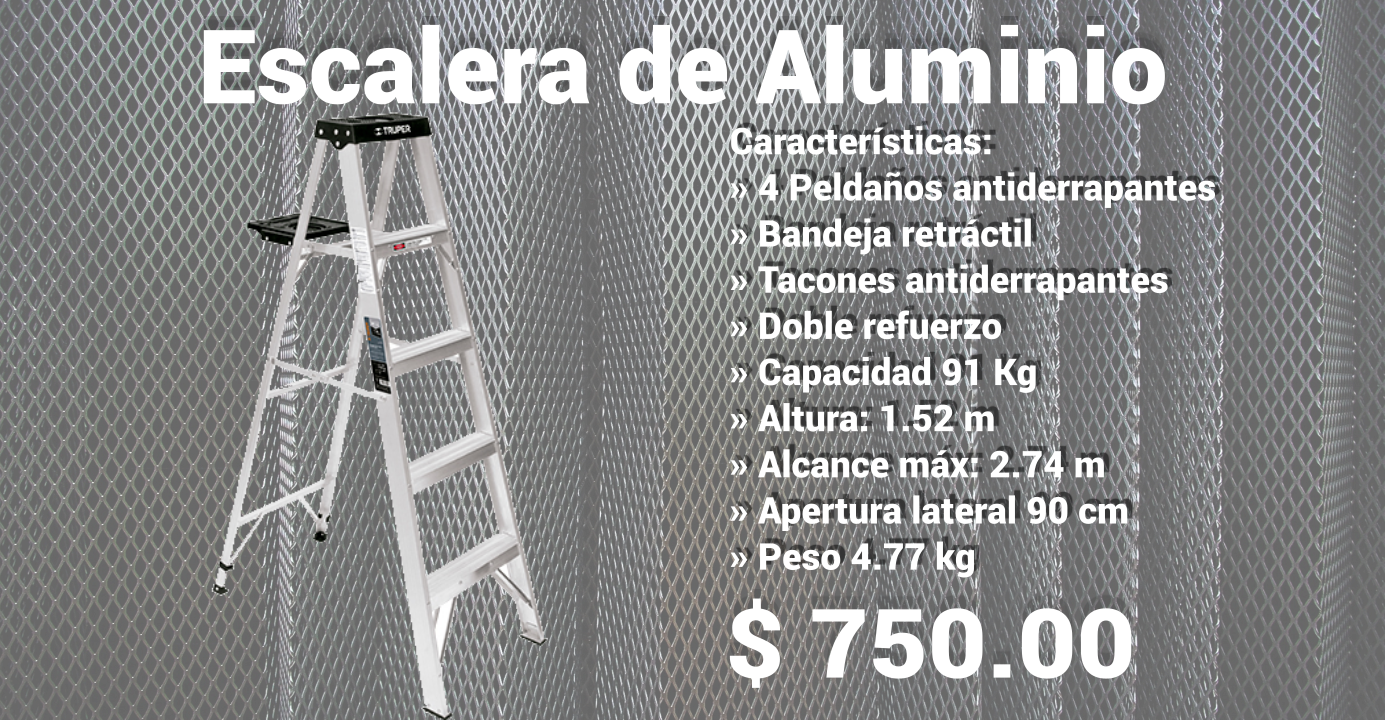 Escalera de Aluminio
TRUPER
Características:
» 4 Peldaños antiderrapantes
» Bandeja retráctil
» Tacones antiderrapantes
» Doble refuerzo
» Capacidad 91 Kg
» Altura: 1.52 m
» Alcance máx: 2.74 m
» Apertura lateral 90 cm
» Peso 4.77 kg
$ 750.00